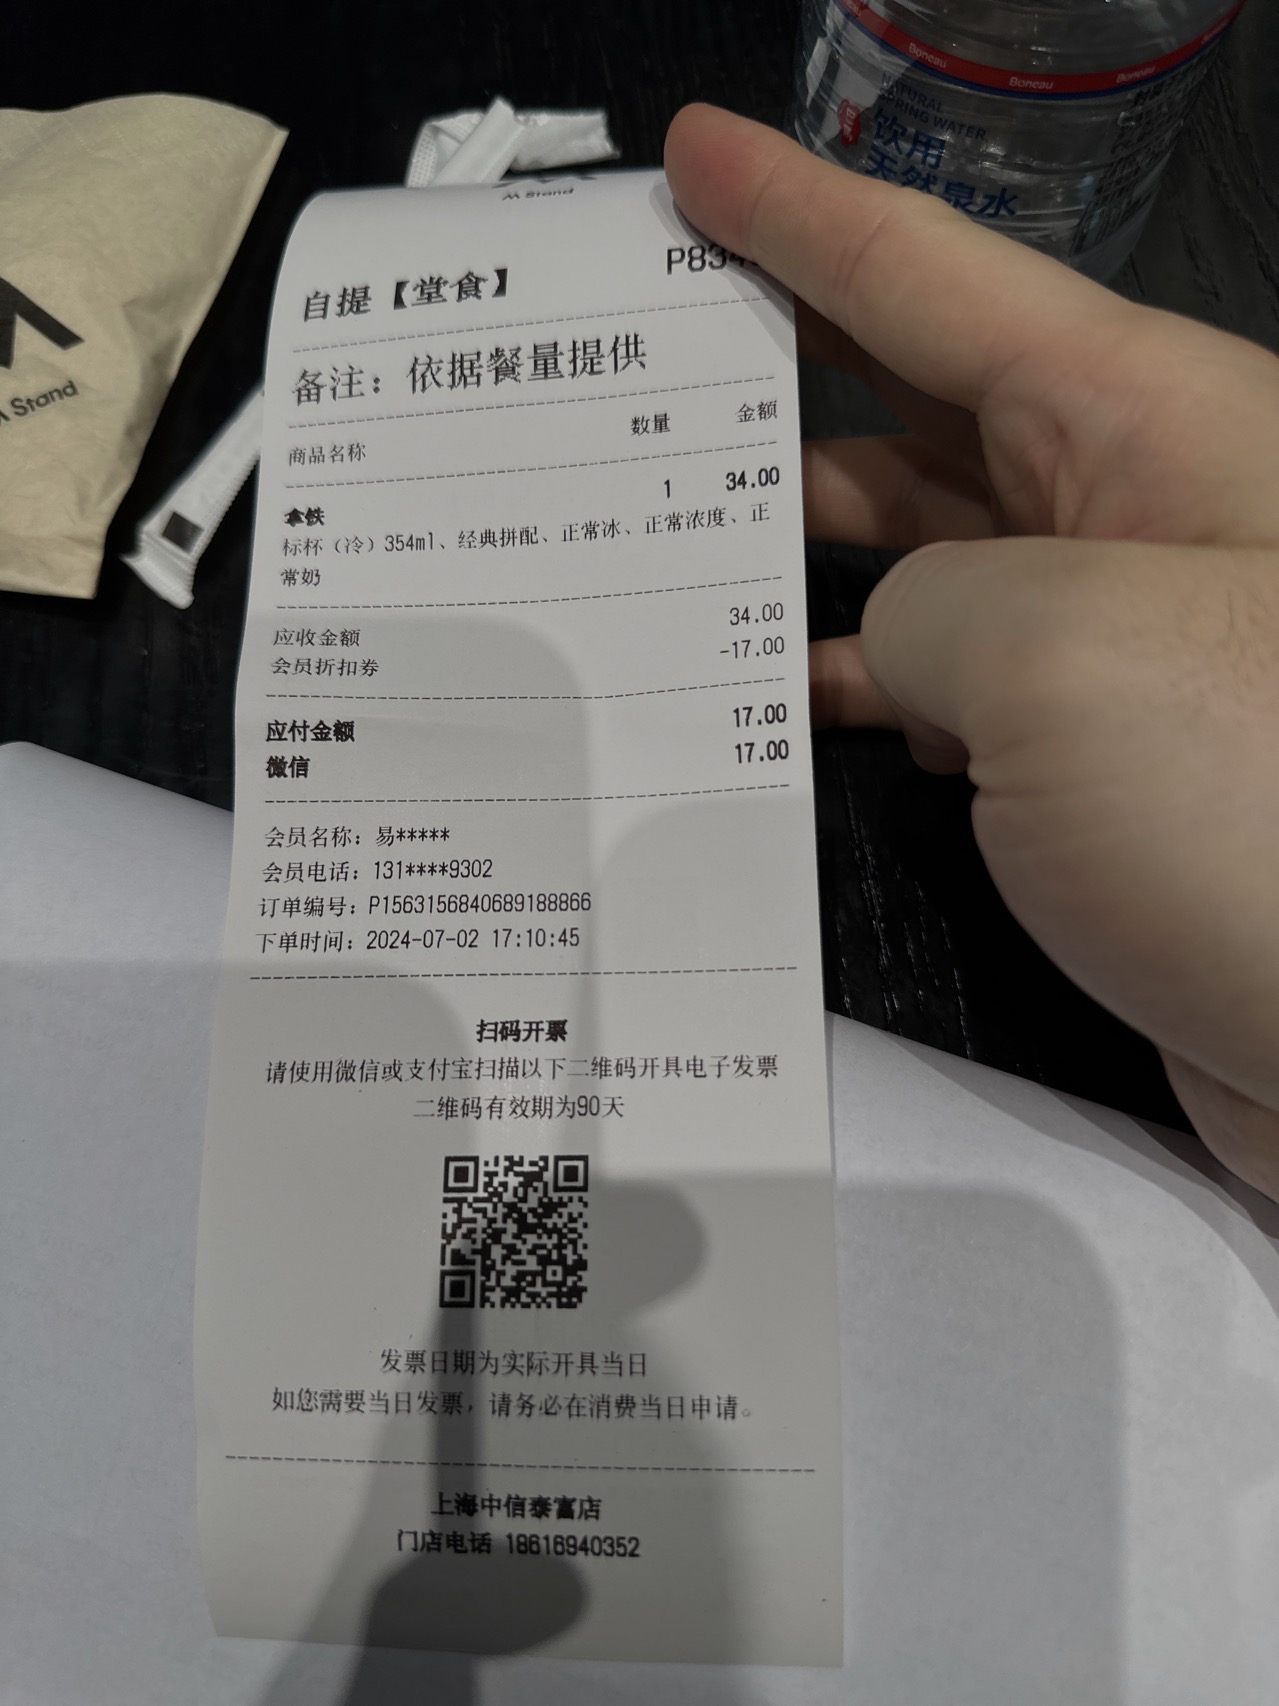 Boneau
Boneau
Boneau
NATURAL
SPRING WATER
饮用
天然泉水
M Stand
M Stand
自提【堂食】
P834
备注：依据餐量提供
商品名称 数量 金额
拿铁 1 34.00
标杯（冷）354ml、经典拼配、正常冰、正常浓度、正
常奶
应收金额 34.00
会员折扣券 -17.00
应付金额 17.00
微信 17.00
会员名称：易*****
会员电话：131****9302
订单编号：P1563156840689188866
下单时间：2024-07-02 17:10:45
扫码开票
请使用微信或支付宝扫描以下二维码开具电子发票
二维码有效期为90天
发票日期为实际开具当日
如您需要当日发票，请务必在消费当日申请。
上海中信泰富店
门店电话 18616940352